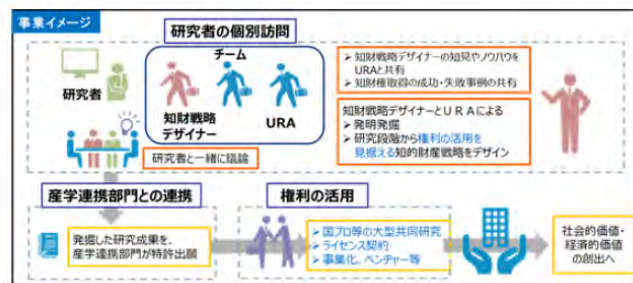 事業イメージ
研究者の個別訪問
チーム
研究者
知財戦略
デザイナー
URA
研究者と一緒に議論
➢ 知財戦略デザイナーの知見やノウハウを
URAと共有
➢ 知財権取得の成功・失敗事例の共有
知財戦略デザイナーとURAによる
➢ 発明発掘
➢ 研究段階から権利の活用を
見据える知的財産戦略をデザイン
産学連携部門との連携
発掘した研究成果を、
産学連携部門が特許出願
権利の活用
➢ 国プロ等の大型共同研究
➢ ライセンス契約
➢ 事業化、ベンチャー等
社会的価値・
経済的価値
の創出へ